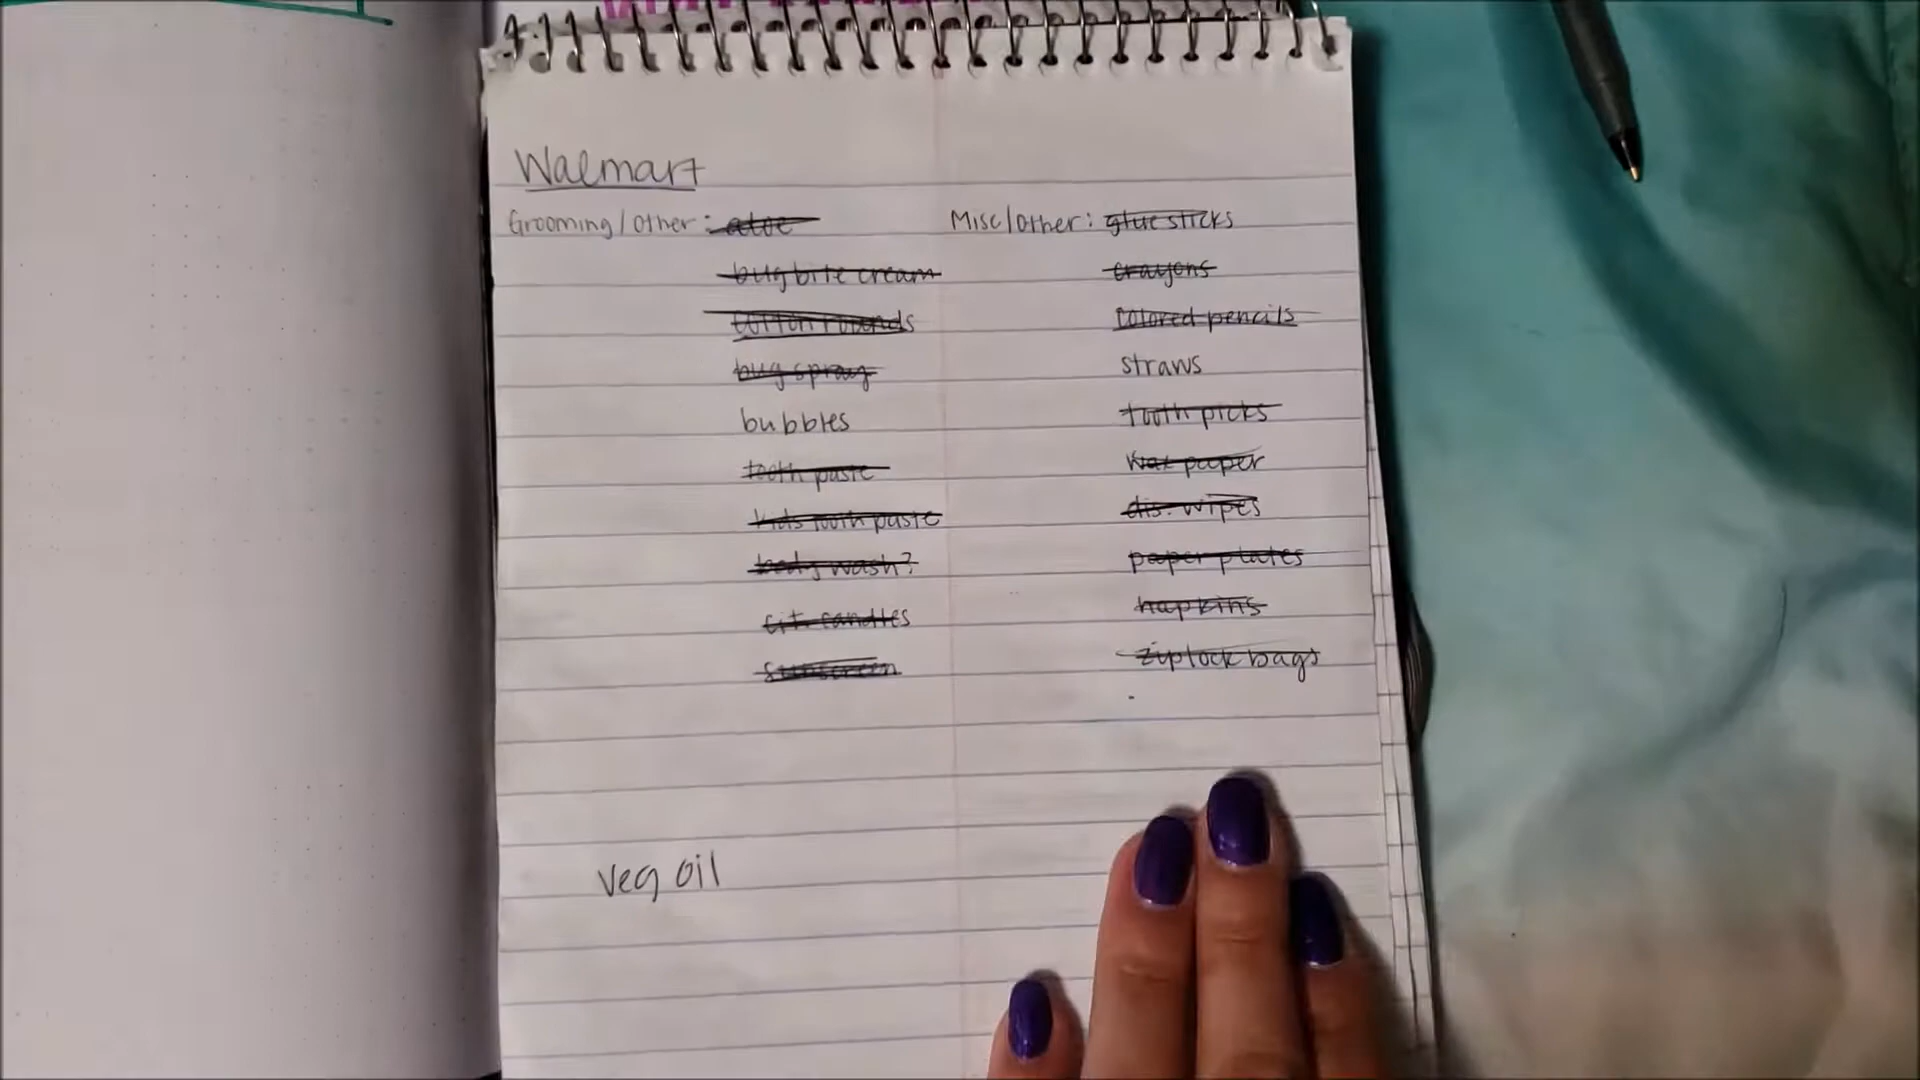 Walmart
Grooming/Other: aloe
bug bite cream
cotton rounds
bug spray
bubbles
tooth paste
kids tooth paste
body wash?
cit. candles
sunscreen
Misc/Other: glue sticks
crayons
colored pencils
straws
tooth picks
wax paper
dis. wipes
paper plates
napkins
ziplock bags
veg oil